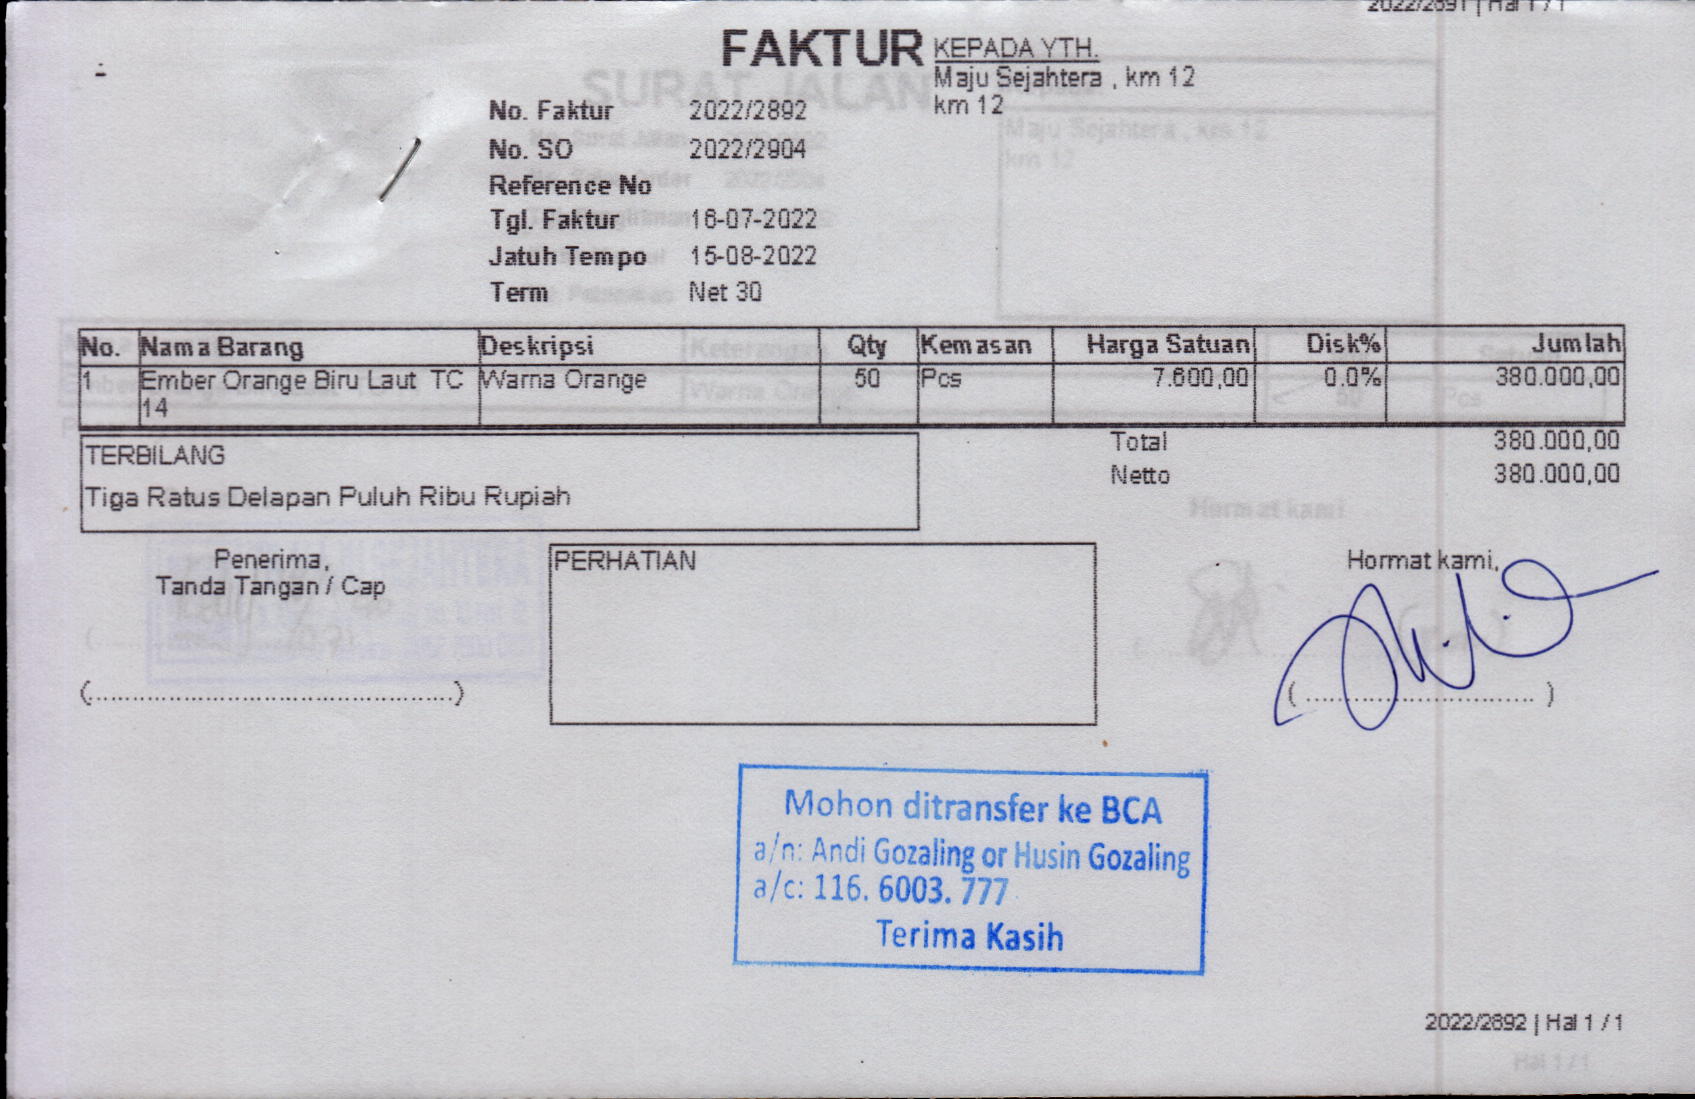 2022/2891 | Hal 1 / 1
FAKTUR
KEPADA YTH.
Maju Sejahtera , km 12
km 12
No. Faktur 2022/2892
No. SO 2022/2904
Reference No
Tgl. Faktur 16-07-2022
Jatuh Tempo 15-08-2022
Term Net 30
No. Nama Barang Deskripsi Qty Kemasan Harga Satuan Disk% Jumlah
1 Ember Orange Biru Laut TC Warna Orange 50 Pcs 7.600,00 0.0% 380.000,00
14
Total 380.000,00
Netto 380.000,00
TERBILANG
Tiga Ratus Delapan Puluh Ribu Rupiah
Penerima,
Tanda Tangan / Cap
(..............................................)
PERHATIAN
Hormat kami,
( ............................. )
Mohon ditransfer ke BCA
a/n: Andi Gozaling or Husin Gozaling
a/c: 116. 6003. 777
Terima Kasih
2022/2892 | Hal 1 / 1